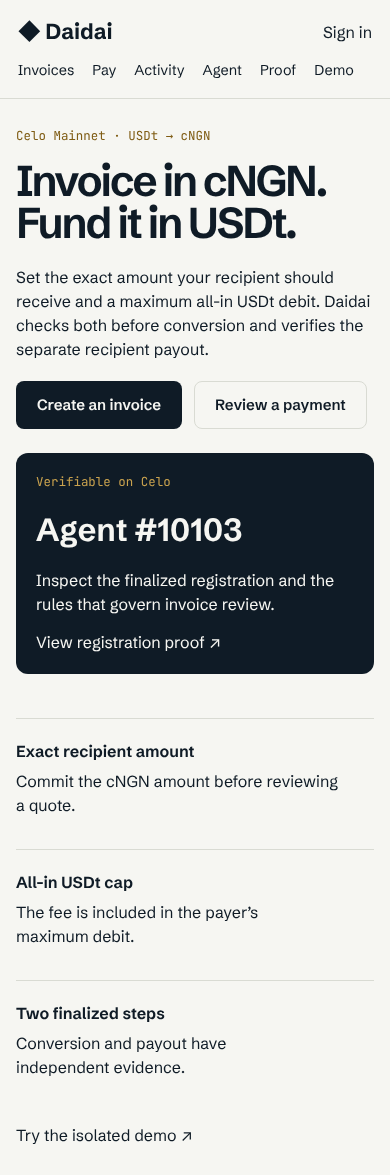 Daidai
Sign in
Invoices Pay Activity Agent Proof Demo
Celo Mainnet · USDt → cNGN
Invoice in cNGN.
Fund it in USDt.
Set the exact amount your recipient should
receive and a maximum all-in USDt debit. Daidai
checks both before conversion and verifies the
separate recipient payout.
Create an invoice
Review a payment
Verifiable on Celo
Agent #10103
Inspect the finalized registration and the
rules that govern invoice review.
View registration proof ↗
Exact recipient amount
Commit the cNGN amount before reviewing
a quote.
All-in USDt cap
The fee is included in the payer’s
maximum debit.
Two finalized steps
Conversion and payout have
independent evidence.
Try the isolated demo ↗